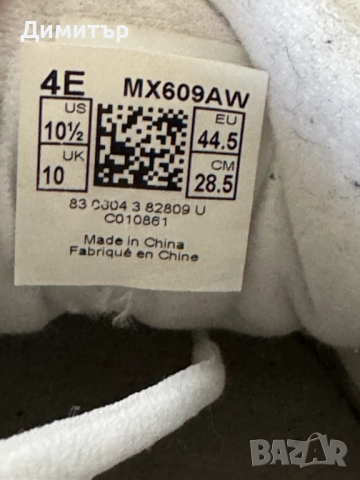 Димитър
4E MX609AW
US 10½ EU 44.5
UK 10 CM 28.5
83 0304 3 82809 U
C010861
Made in China
Fabriqué en Chine
BAZAR